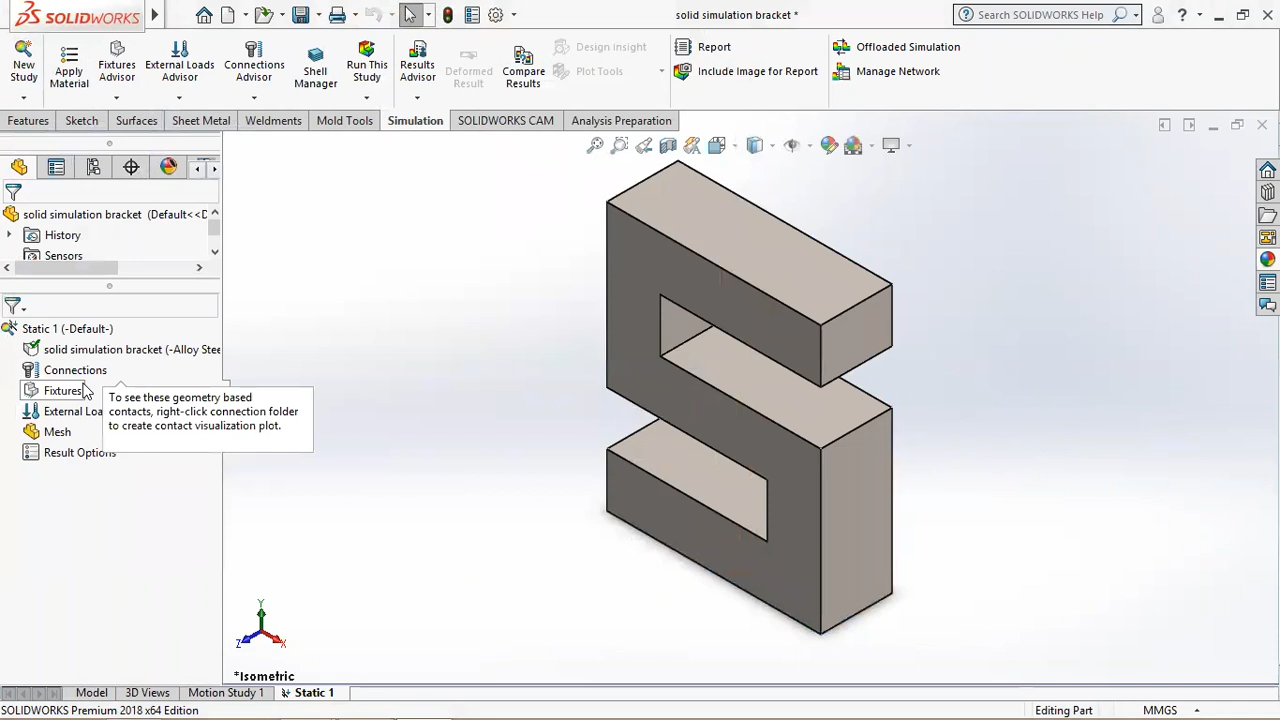 SOLIDWORKS
solid simulation bracket *
Search SOLIDWORKS Help
New Study
Apply Material
Fixtures Advisor
External Loads Advisor
Connections Advisor
Shell Manager
Run This Study
Results Advisor
Deformed Result
Compare Results
Design Insight
Plot Tools
Report
Include Image for Report
Offloaded Simulation
Manage Network
Features
Sketch
Surfaces
Sheet Metal
Weldments
Mold Tools
Simulation
SOLIDWORKS CAM
Analysis Preparation
solid simulation bracket (Default<<D
History
Sensors
Static 1 (-Default-)
solid simulation bracket (-Alloy Stee
Connections
Fixtures
External Loa
Mesh
Result Options
To see these geometry based
contacts, right-click connection folder
to create contact visualization plot.
Y
Z
X
*Isometric
Model
3D Views
Motion Study 1
Static 1
SOLIDWORKS Premium 2018 x64 Edition
Editing Part
MMGS